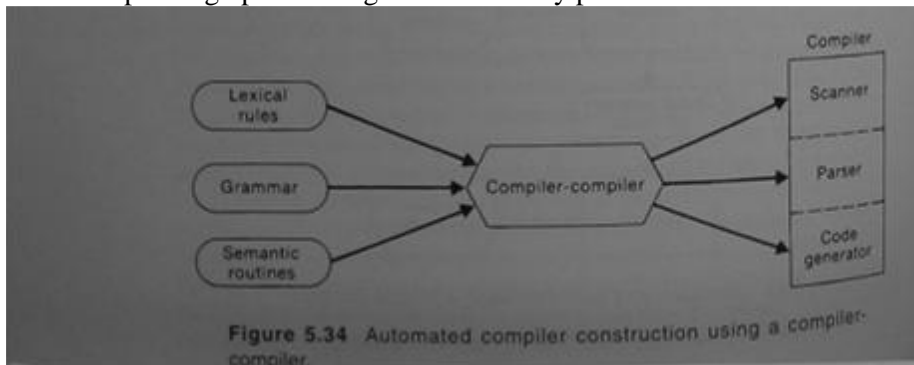 Lexical
rules
Grammar
Semantic
routines
Compiler-compiler
Compiler
Scanner
Parser
Code
generator
Figure 5.34 Automated compiler construction using a compiler-
compiler.